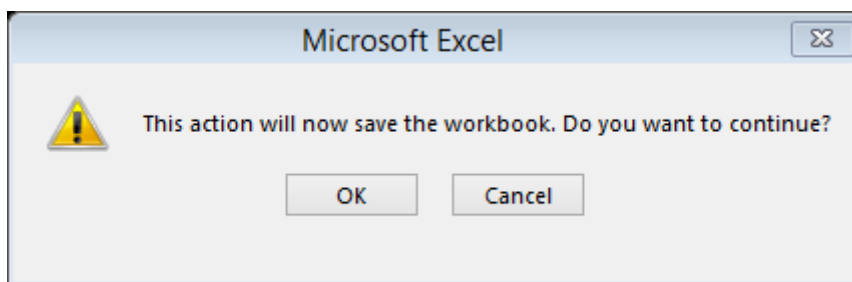 Microsoft Excel
This action will now save the workbook. Do you want to continue?
OK Cancel